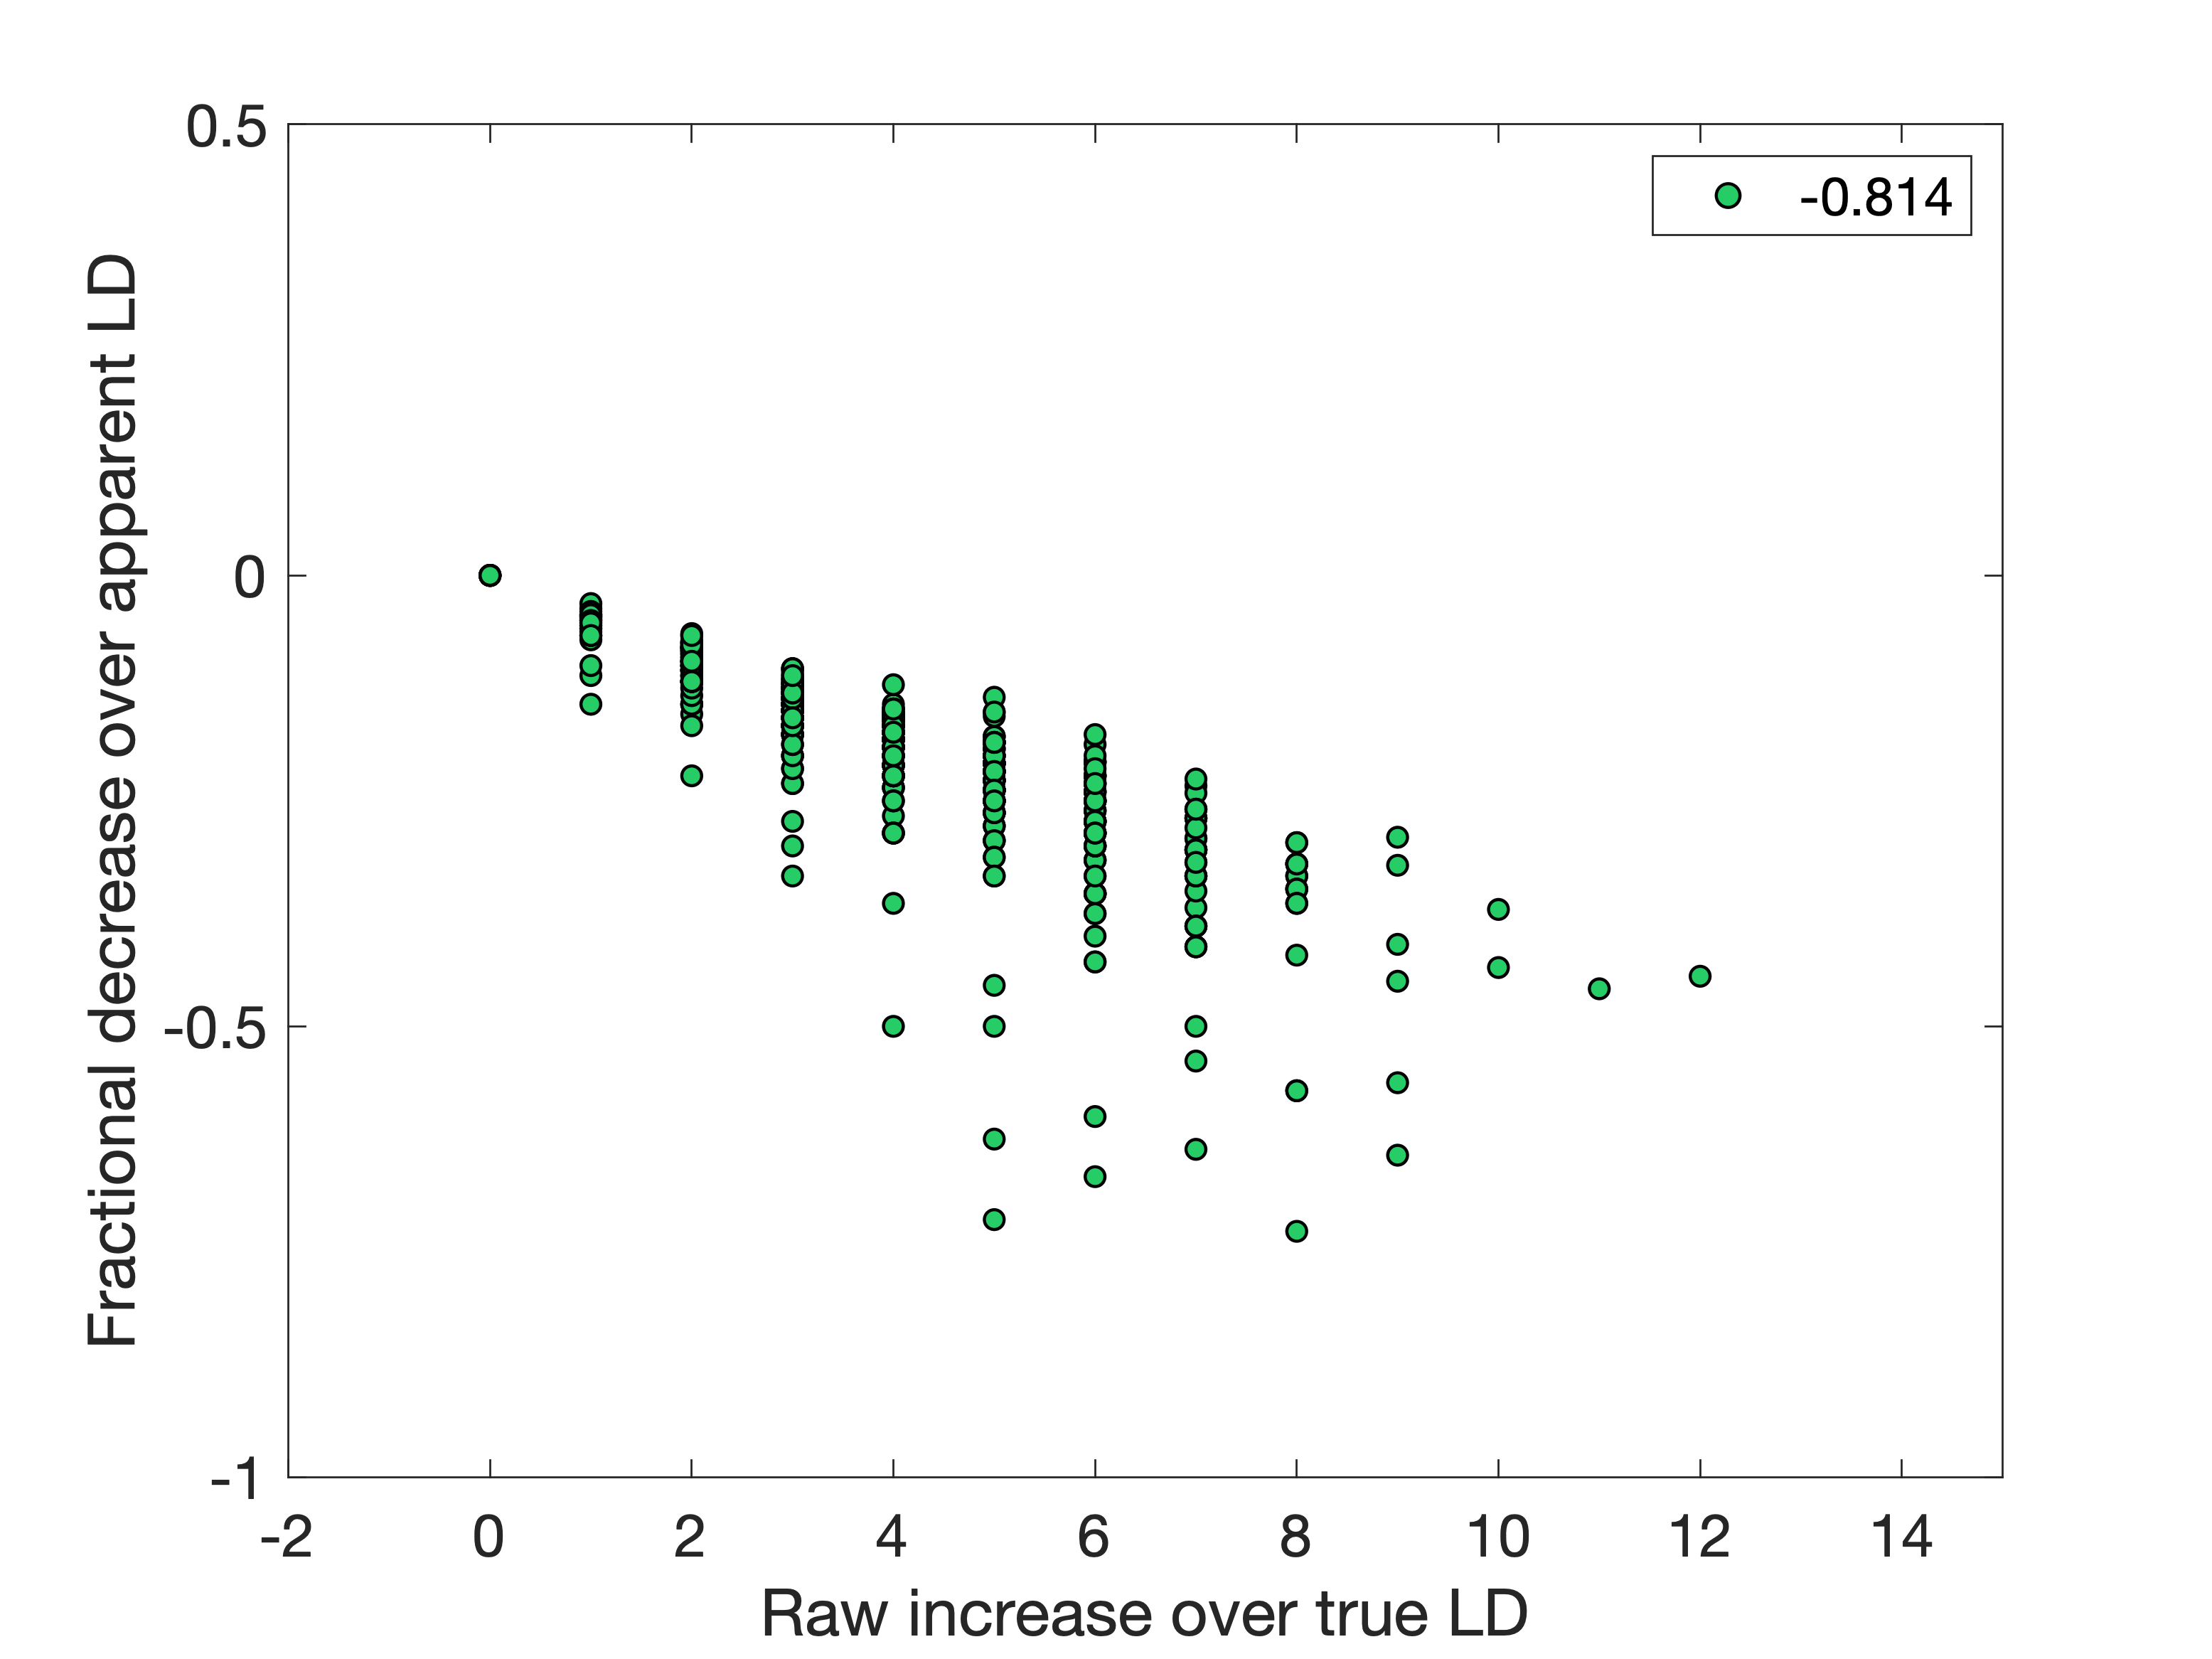 0.5
0
-0.5
-1
Fractional decrease over apparent LD
-0.814
-2 0 2 4 6 8 10 12 14
Raw increase over true LD